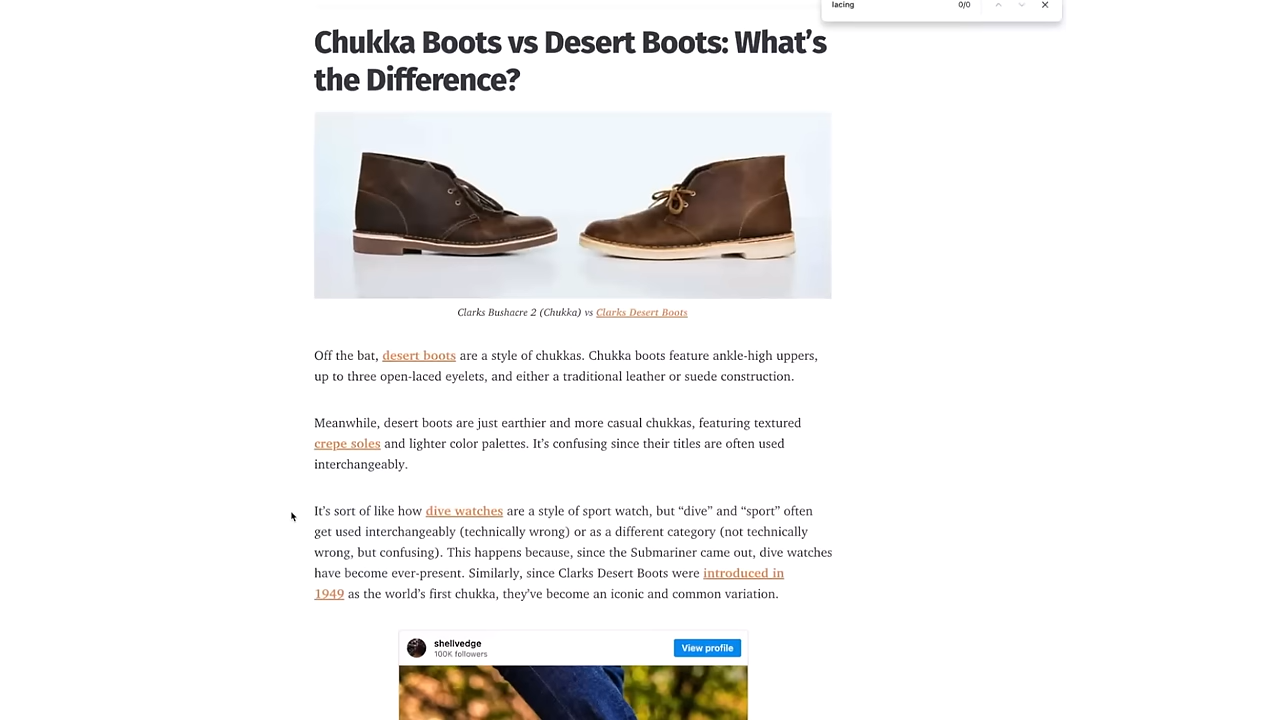 lacing 0/0
Chukka Boots vs Desert Boots: What’s
the Difference?
Clarks Bushacre 2 (Chukka) vs Clarks Desert Boots
Off the bat, desert boots are a style of chukkas. Chukka boots feature ankle-high uppers,
up to three open-laced eyelets, and either a traditional leather or suede construction.
Meanwhile, desert boots are just earthier and more casual chukkas, featuring textured
crepe soles and lighter color palettes. It’s confusing since their titles are often used
interchangeably.
It’s sort of like how dive watches are a style of sport watch, but “dive” and “sport” often
get used interchangeably (technically wrong) or as a different category (not technically
wrong, but confusing). This happens because, since the Submariner came out, dive watches
have become ever-present. Similarly, since Clarks Desert Boots were introduced in
1949 as the world’s first chukka, they’ve become an iconic and common variation.
shellvedge
100K followers
View profile